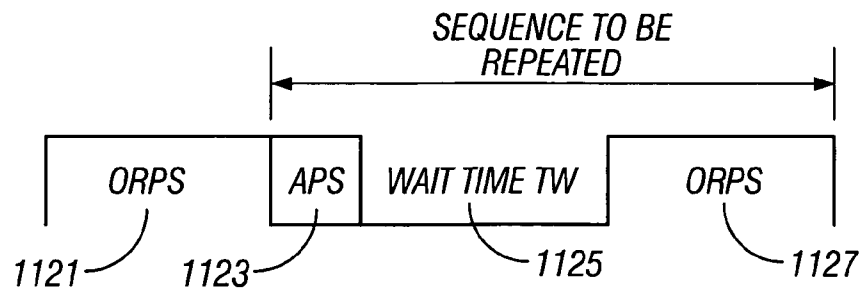 SEQUENCE TO BE
REPEATED
ORPS
APS
WAIT TIME TW
ORPS
1121
1123
1125
1127